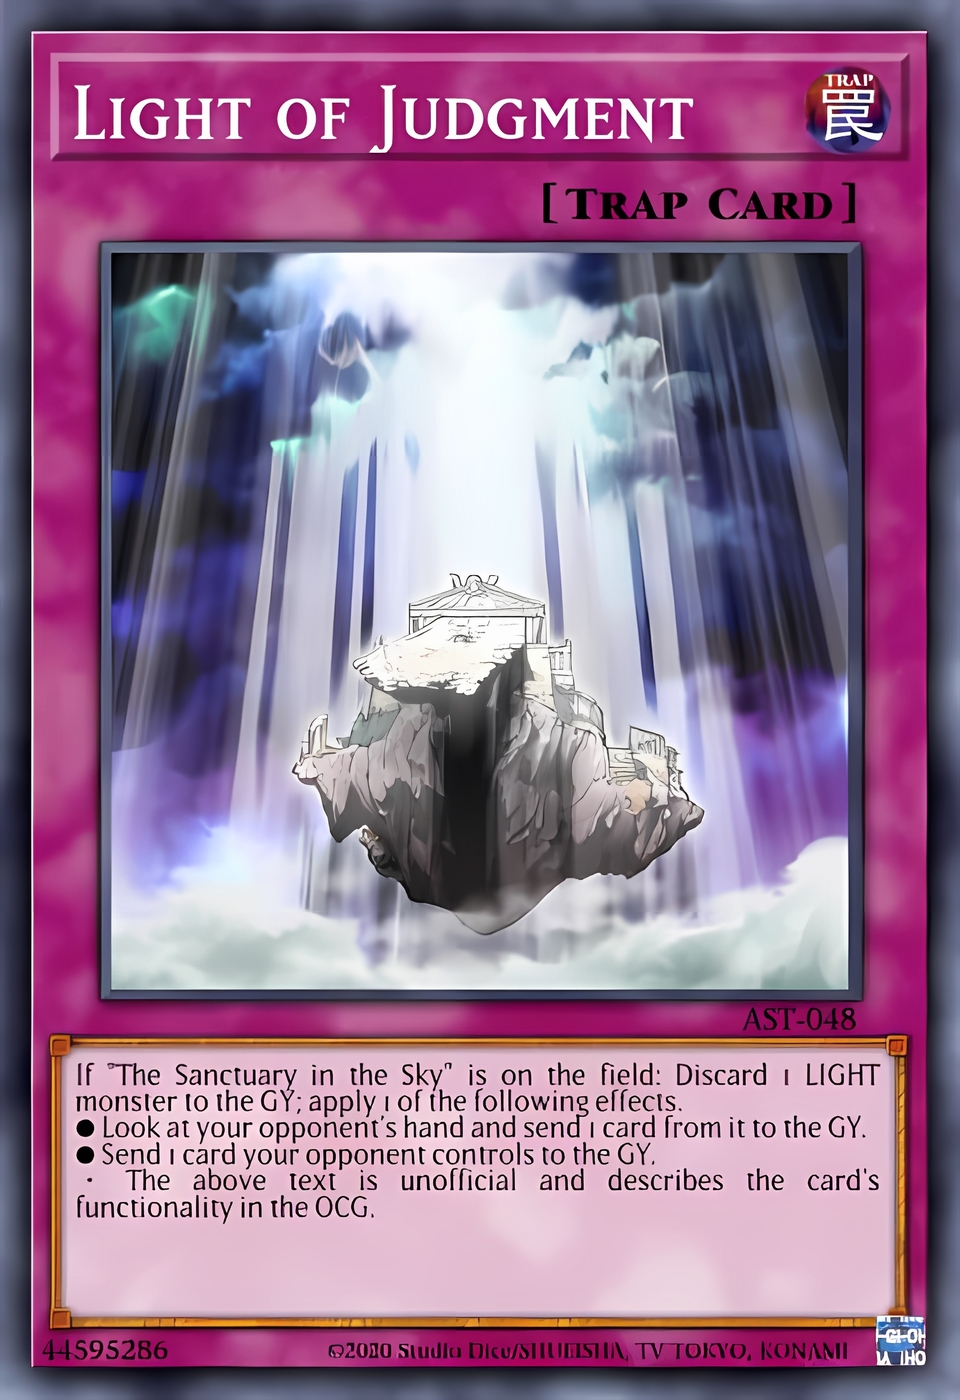 Light of Judgment
TRAP
罠
[Trap Card]
AST-048
If "The Sanctuary in the Sky" is on the field: Discard 1 LIGHT
monster to the GY; apply 1 of the following effects.
● Look at your opponent's hand and send 1 card from it to the GY.
● Send 1 card your opponent controls to the GY.
· The above text is unofficial and describes the card's
functionality in the OCG.
44595286
©2020 Studio Dice/SHUEISHA, TV TOKYO, KONAMI